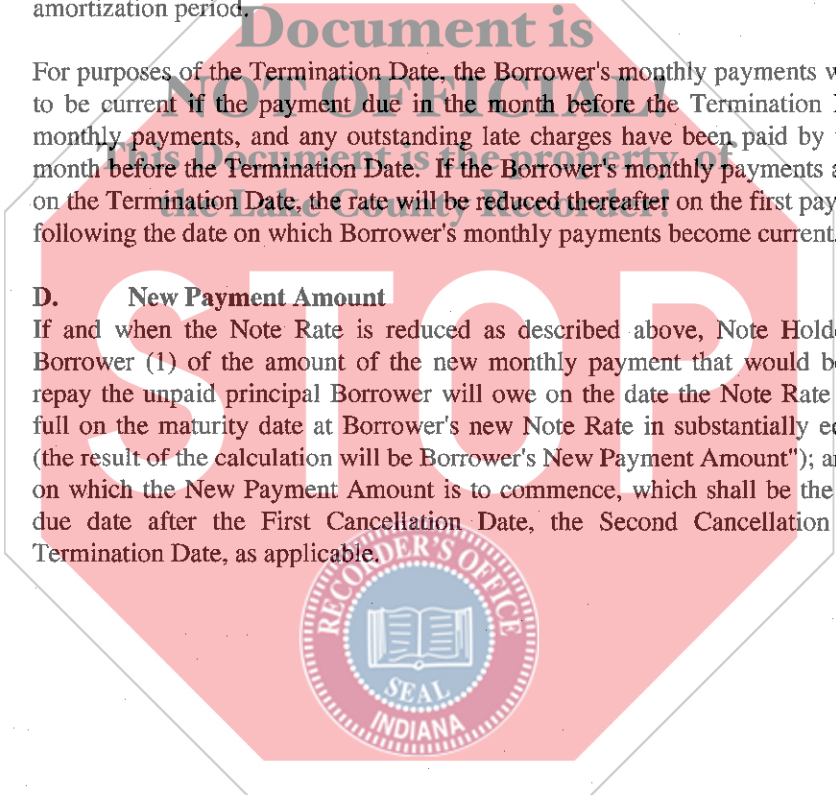 amortization period.
Document is
For purposes of the Termination Date, the Borrower's monthly payments
NOT OFFICIAL!
to be current if the payment due in the month before the Termination
monthly payments, and any outstanding late charges have been paid by
This Document is the property of
month before the Termination Date. If the Borrower's monthly payments
the Lake County Recorder!
on the Termination Date, the rate will be reduced thereafter on the first
following the date on which Borrower's monthly payments become current.
STOP
D. New Payment Amount
If and when the Note Rate is reduced as described above, Note
Borrower (1) of the amount of the new monthly payment that would
repay the unpaid principal Borrower will owe on the date the Note Rate
full on the maturity date at Borrower's new Note Rate in substantially
(the result of the calculation will be Borrower's New Payment Amount");
on which the New Payment Amount is to commence, which shall be the
due date after the First Cancellation Date, the Second Cancellation
Termination Date, as applicable.
RECORDER'S OFFICE
SEAL
INDIANA